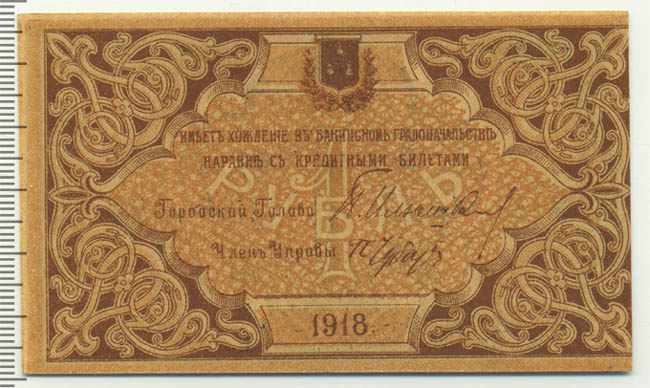 ИМѢЕТЪ ХОЖДЕНІЕ ВЪ БАКИНСКОМЪ ГРАДОНАЧАЛЬСТВѢ
НАРАВНѢ СЪ КРЕДИТНЫМИ БИЛЕТАМИ
1
РУБЛЬ
Городской Голова
Членъ Управы
1918